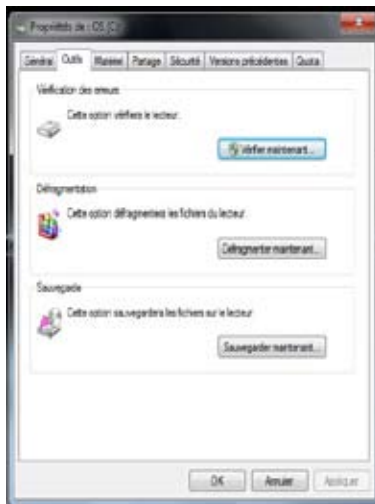 Propriétés de : OS (C:)
Général Outils Matériel Partage Sécurité Versions précédentes Quota
Vérification des erreurs
Cette option vérifiera le lecteur.
Vérifier maintenant...
Défragmentation
Cette option défragmentera les fichiers du lecteur.
Défragmenter maintenant...
Sauvegarde
Cette option sauvegardera les fichiers sur le lecteur
Sauvegarder maintenant...
OK Annuler Appliquer